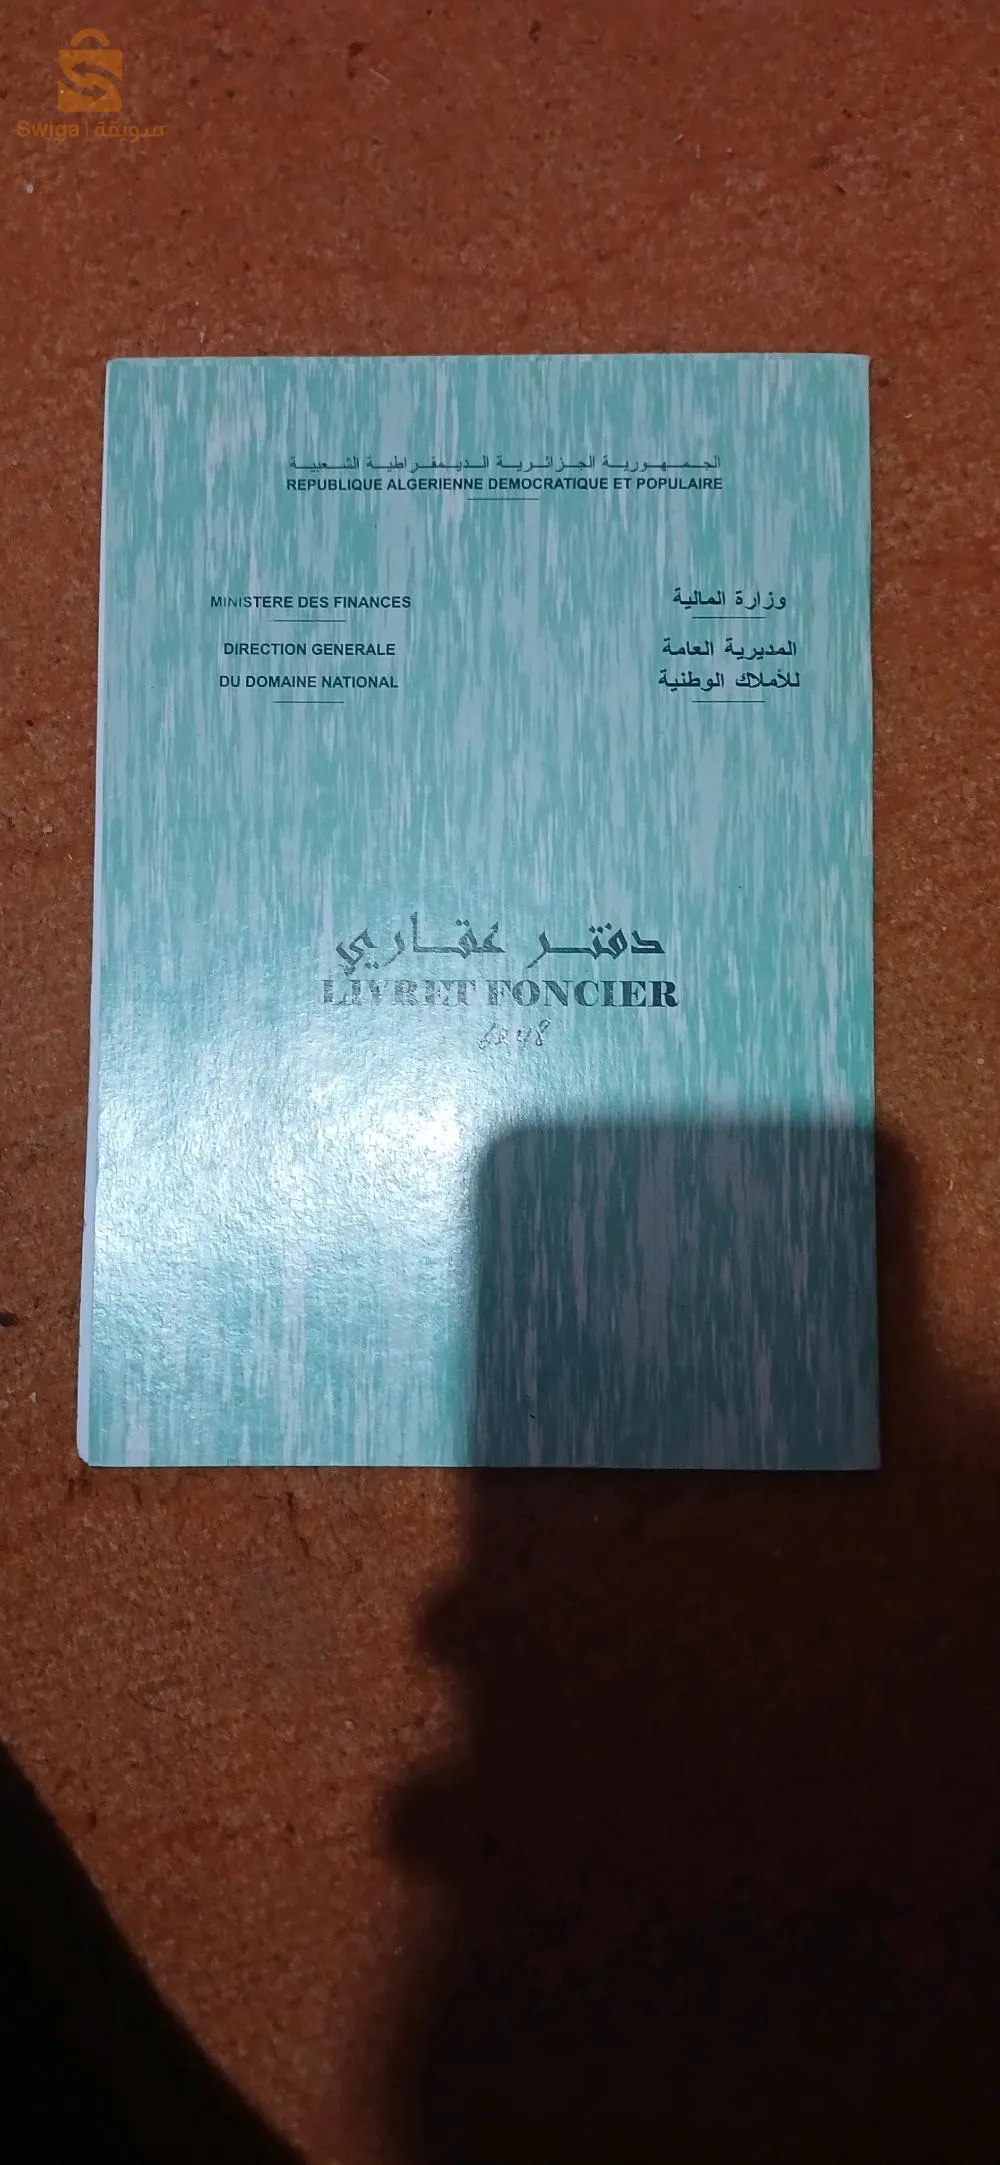 Swiga | سويقة
الجمهورية الجزائرية الديمقراطية الشعبية
REPUBLIQUE ALGERIENNE DEMOCRATIQUE ET POPULAIRE
MINISTERE DES FINANCES
DIRECTION GENERALE
DU DOMAINE NATIONAL
وزارة المالية
المديرية العامة
للأملاك الوطنية
دفتر عقاري
LIVRET FONCIER